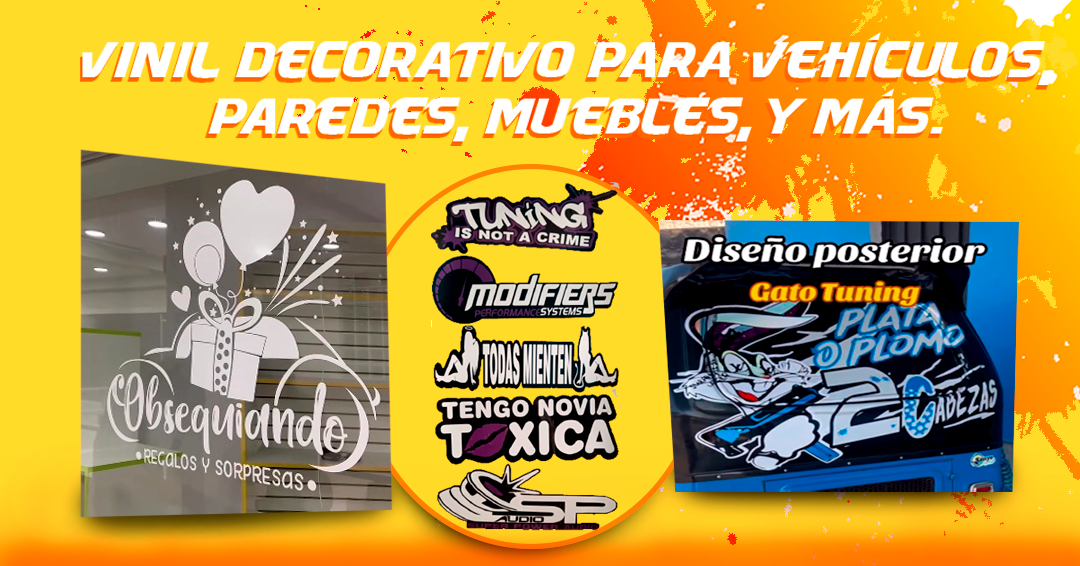 VINIL DECORATIVO PARA VEHÍCULOS,
PAREDES, MUEBLES, Y MÁS.
Obsequiando
• REGALOS Y SORPRESAS •
TUNING
IS NOT A CRIME
MODIFIERS
PERFORMANCE SYSTEMS
TODAS MIENTEN
TENGO NOVIA
TOXICA
SP
AUDIO
Diseño posterior
Gato Tuning
PLATA
O PLOMO
2 CABEZAS